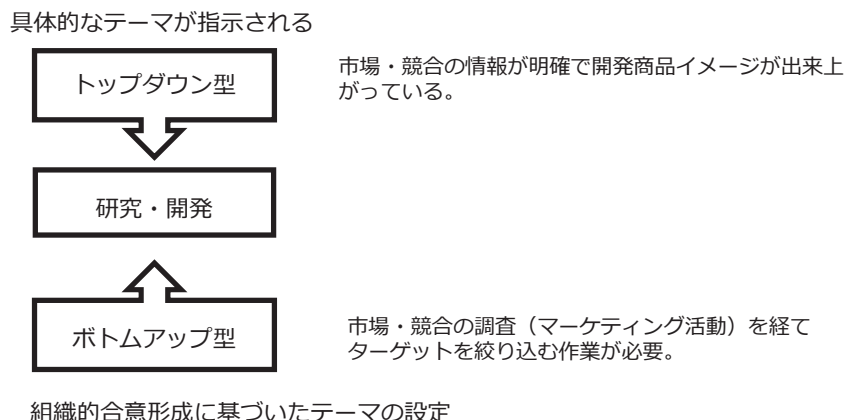 具体的なテーマが指示される
トップダウン型
市場・競合の情報が明確で開発商品イメージが出来上
がっている。
研究・開発
ボトムアップ型
市場・競合の調査（マーケティング活動）を経て
ターゲットを絞り込む作業が必要。
組織的合意形成に基づいたテーマの設定